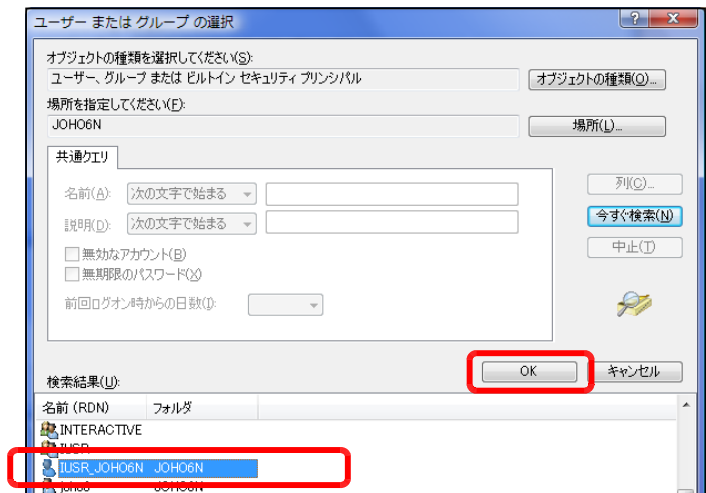 ユーザー または グループ の選択
オブジェクトの種類を選択してください(S):
ユーザー、グループ または ビルトイン セキュリティ プリンシパル
オブジェクトの種類(O)...
場所を指定してください(F):
JOHO6N
場所(L)...
共通クエリ
名前(A):
次の文字で始まる
列(C)...
説明(D):
次の文字で始まる
今すぐ検索(N)
無効なアカウント(B)
中止(T)
無期限のパスワード(X)
前回ログオン時からの日数(I):
OK
キャンセル
検索結果(U):
名前 (RDN) フォルダ
INTERACTIVE
IUSR
IUSR_JOHO6N JOHO6N